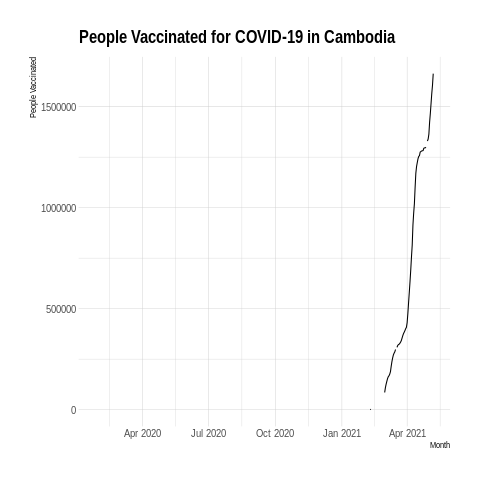 People Vaccinated for COVID-19 in Cambodia
People Vaccinated
1500000
1000000
500000
0
Apr 2020 Jul 2020 Oct 2020 Jan 2021 Apr 2021
Month